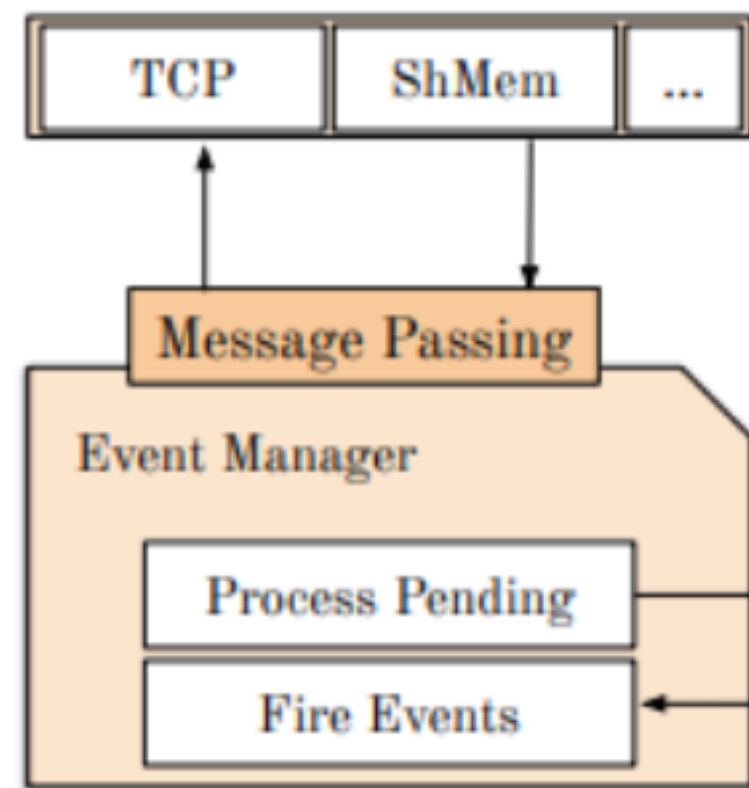 TCP ShMem ...
Message Passing
Event Manager
Process Pending
Fire Events